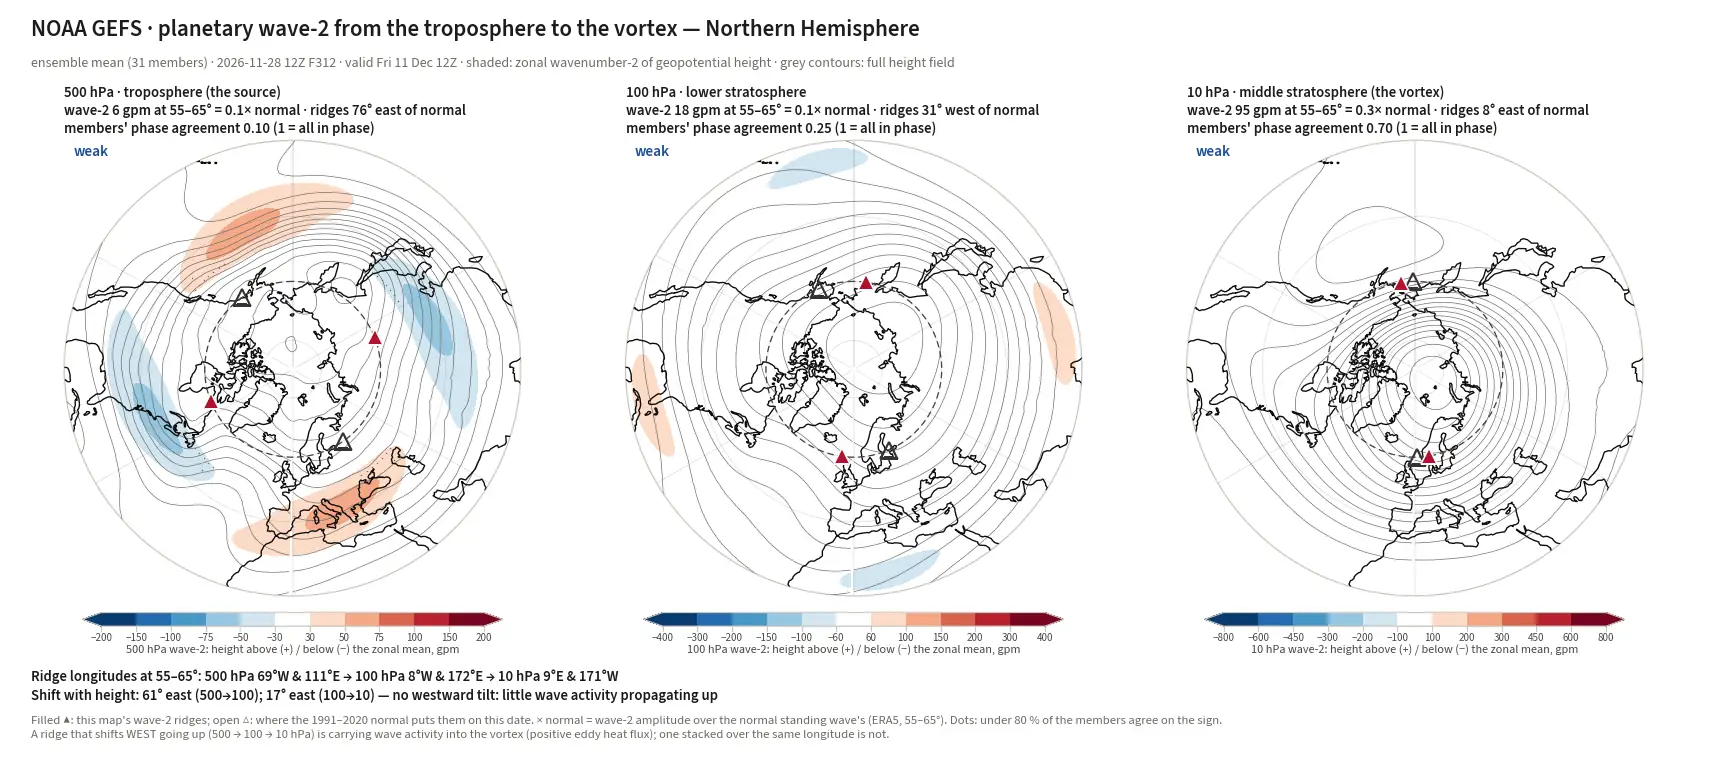 NOAA GEFS · planetary wave-2 from the troposphere to the vortex — Northern Hemisphere
ensemble mean (31 members) · 2026-11-28 12Z F312 · valid Fri 11 Dec 12Z · shaded: zonal wavenumber-2 of geopotential height · grey contours: full height field
500 hPa · troposphere (the source)
wave-2 6 gpm at 55–65° = 0.1× normal · ridges 76° east of normal
members' phase agreement 0.10 (1 = all in phase)
weak
100 hPa · lower stratosphere
wave-2 18 gpm at 55–65° = 0.1× normal · ridges 31° west of normal
members' phase agreement 0.25 (1 = all in phase)
weak
10 hPa · middle stratosphere (the vortex)
wave-2 95 gpm at 55–65° = 0.3× normal · ridges 8° east of normal
members' phase agreement 0.70 (1 = all in phase)
weak
−200 −150 −100 −75 −50 −30 30 50 75 100 150 200
500 hPa wave-2: height above (+) / below (−) the zonal mean, gpm
−400 −300 −200 −150 −100 −60 60 100 150 200 300 400
100 hPa wave-2: height above (+) / below (−) the zonal mean, gpm
−800 −600 −450 −300 −200 −100 100 200 300 450 600 800
10 hPa wave-2: height above (+) / below (−) the zonal mean, gpm
Ridge longitudes at 55–65°: 500 hPa 69°W & 111°E → 100 hPa 8°W & 172°E → 10 hPa 9°E & 171°W
Shift with height: 61° east (500→100); 17° east (100→10) — no westward tilt: little wave activity propagating up
Filled ▲: this map's wave-2 ridges; open △: where the 1991–2020 normal puts them on this date. × normal = wave-2 amplitude over the normal standing wave's (ERA5, 55–65°). Dots: under 80 % of the members agree on the sign.
A ridge that shifts WEST going up (500 → 100 → 10 hPa) is carrying wave activity into the vortex (positive eddy heat flux); one stacked over the same longitude is not.